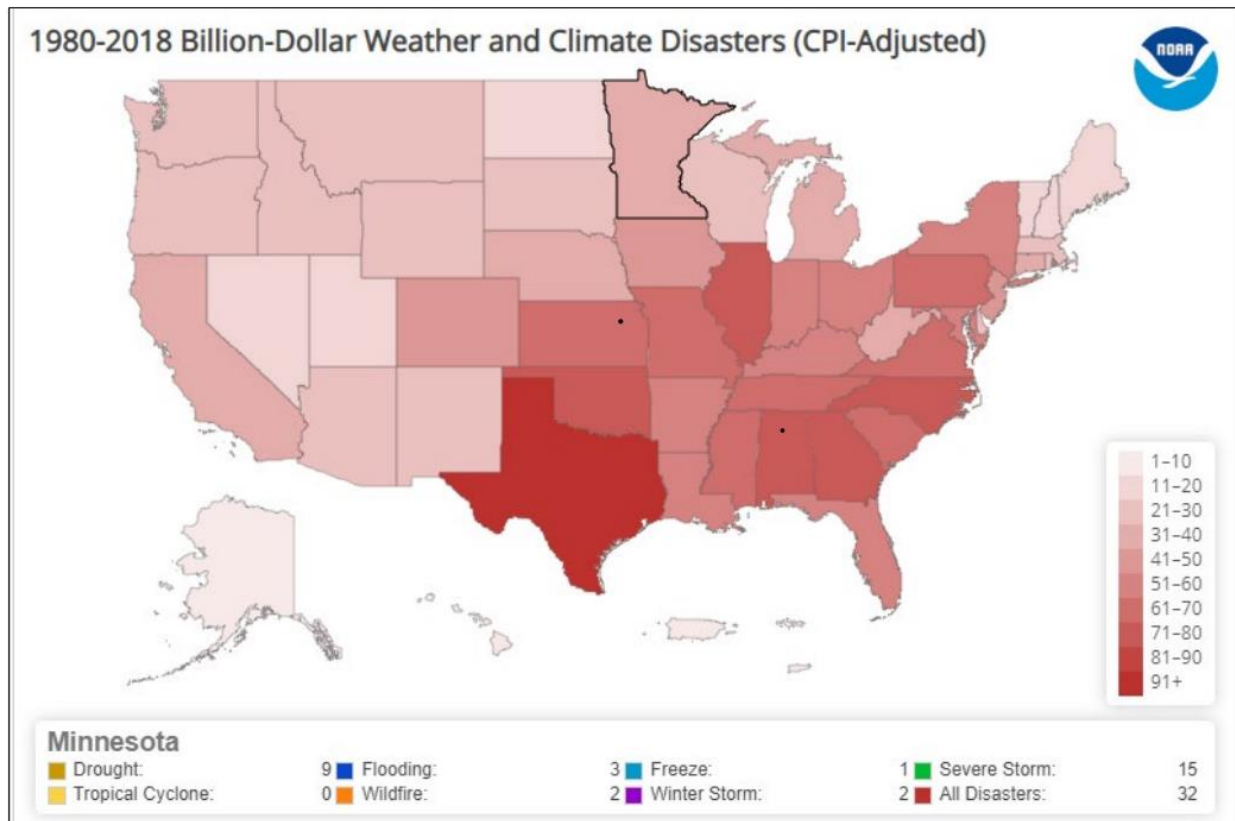 1980-2018 Billion-Dollar Weather and Climate Disasters (CPI-Adjusted)
NOAA
1–10
11–20
21–30
31–40
41–50
51–60
61–70
71–80
81–90
91+
Minnesota
Drought: 9 Flooding: 3 Freeze: 1 Severe Storm: 15
Tropical Cyclone: 0 Wildfire: 2 Winter Storm: 2 All Disasters: 32